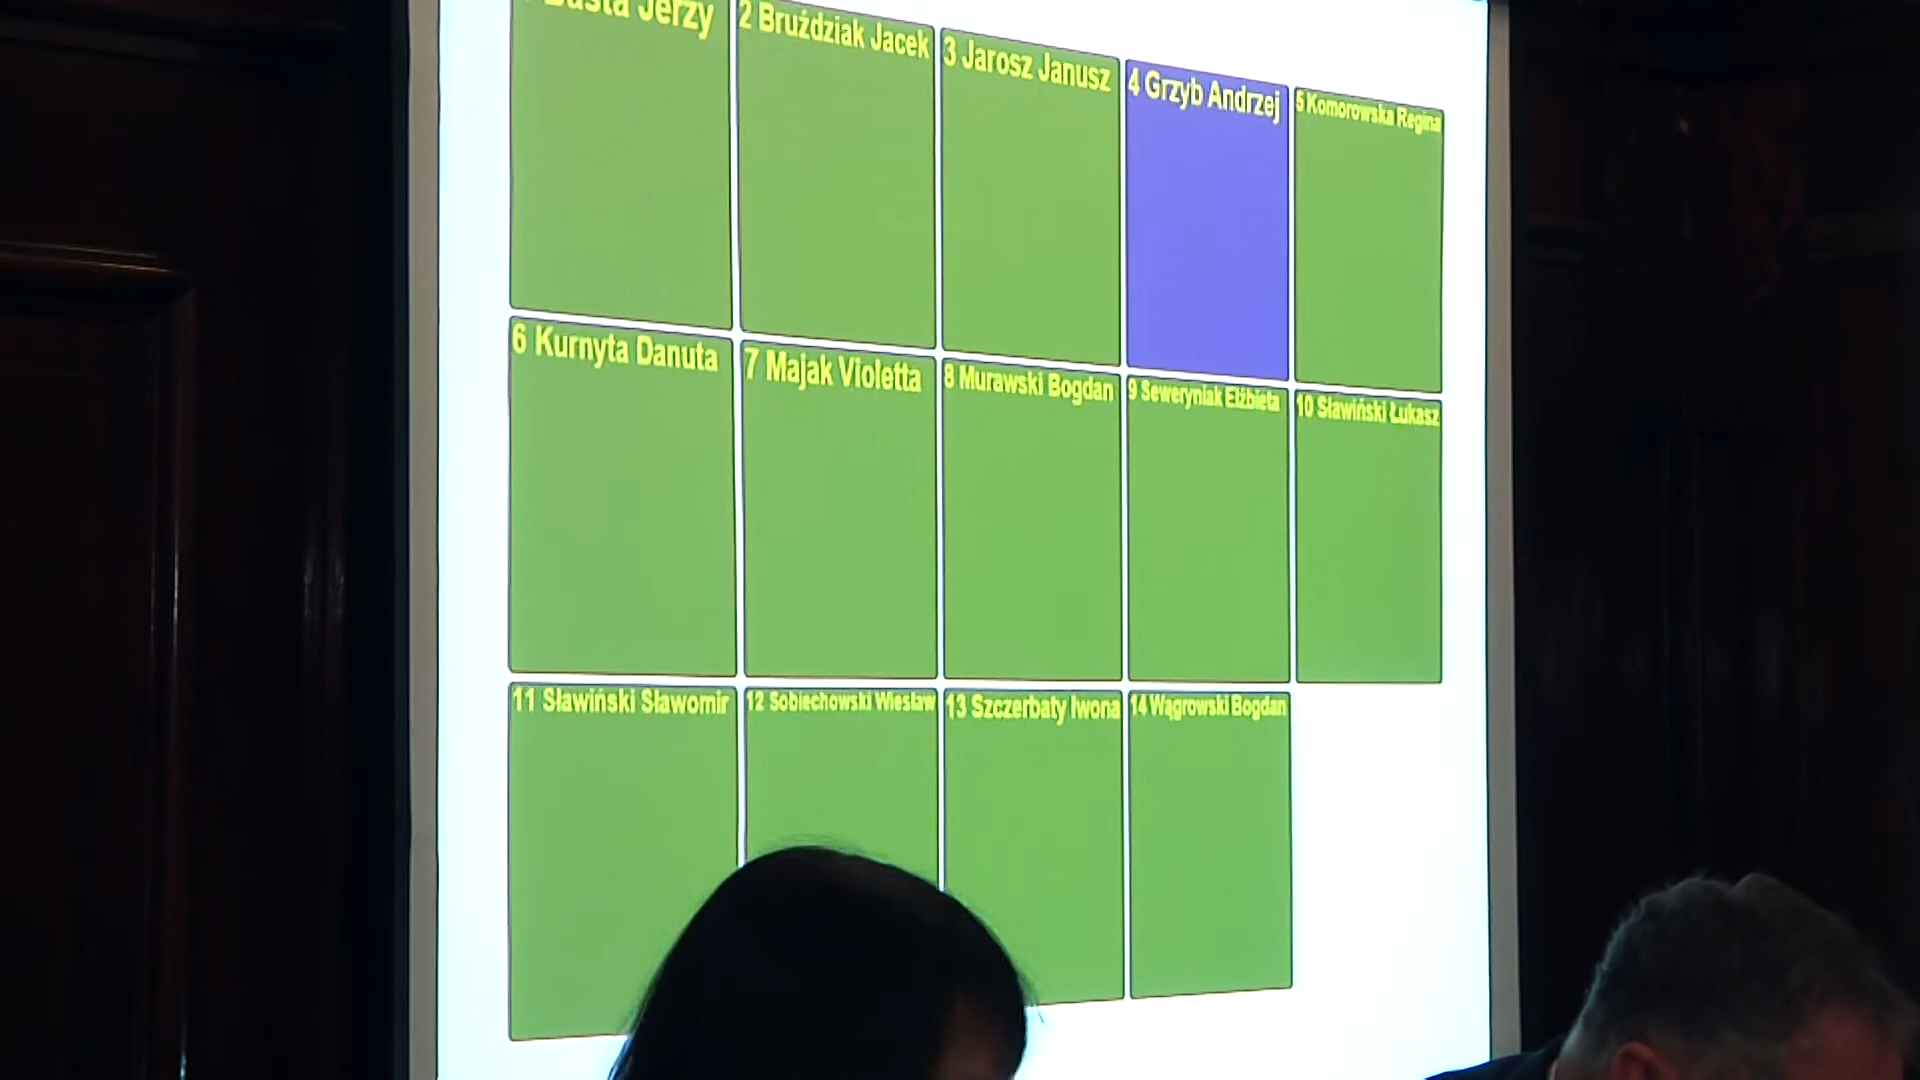 Jerzy
2 Bruździak Jacek
3 Jarosz Janusz
4 Grzyb Andrzej
5 Komorowska Regina
6 Kurnyta Danuta
7 Majak Violetta
8 Murawski Bogdan
9 Seweryniak Elżbieta
10 Sławiński Łukasz
11 Sławiński Sławomir
12 Sobiechowski Wiesław
13 Szczerbaty Iwona
14 Wągrowski Bogdan